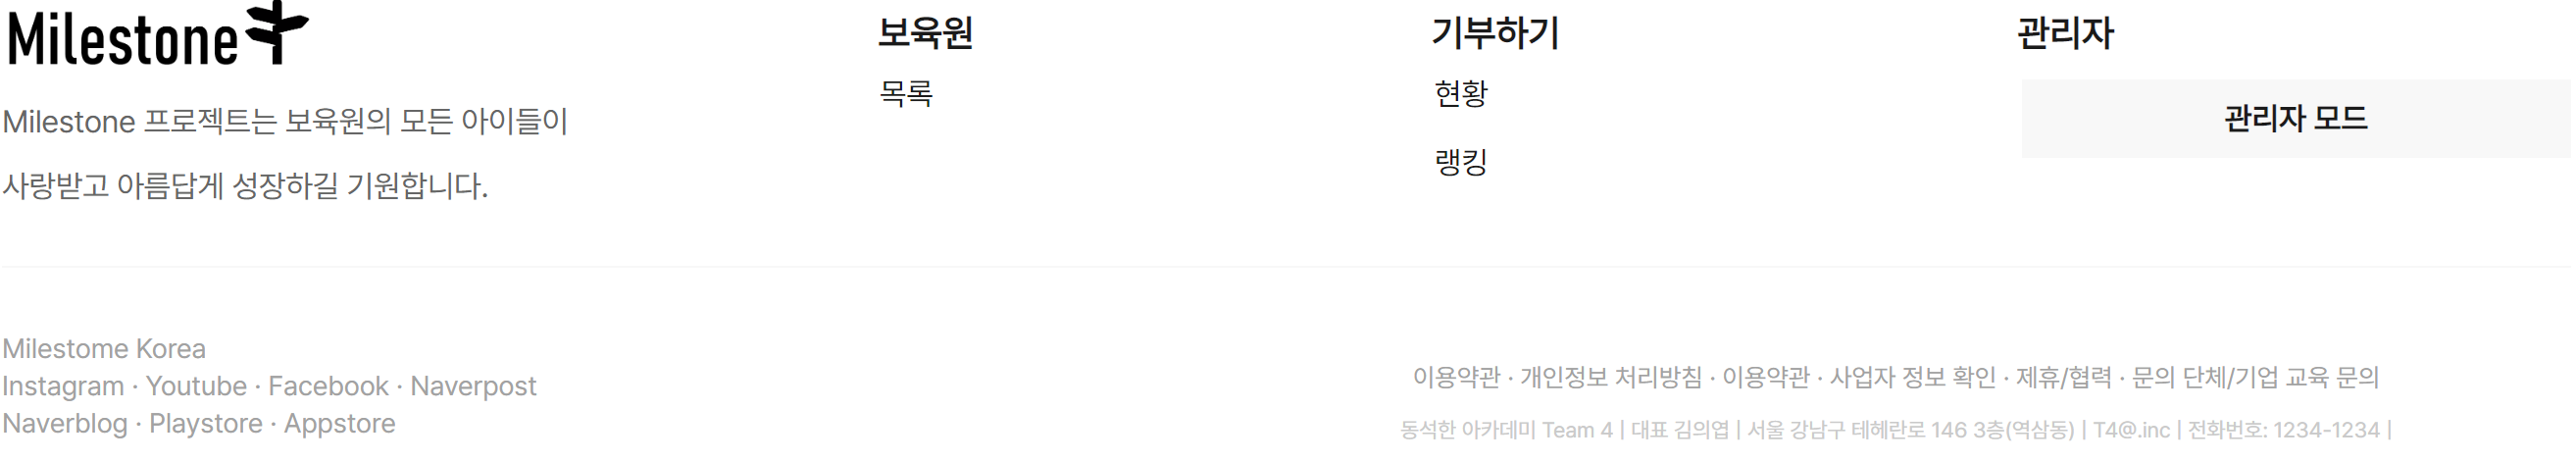 Milestone
Milestone 프로젝트는 보육원의 모든 아이들이
사랑받고 아름답게 성장하길 기원합니다.
보육원
목록
기부하기
현황
랭킹
관리자
관리자 모드
Milestome Korea
Instagram · Youtube · Facebook · Naverpost
Naverblog · Playstore · Appstore
이용약관 · 개인정보 처리방침 · 이용약관 · 사업자 정보 확인 · 제휴/협력 · 문의 단체/기업 교육 문의
동석한 아카데미 Team 4 | 대표 김의엽 | 서울 강남구 테헤란로 146 3층(역삼동) | T4@.inc | 전화번호: 1234-1234 |